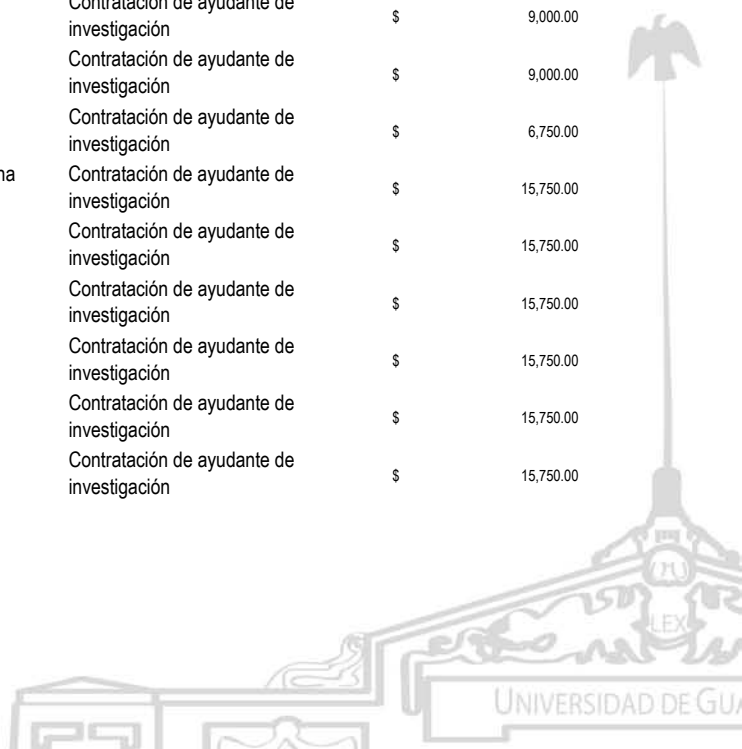 Contratación de ayudante de
investigación $ 9,000.00
Contratación de ayudante de
investigación $ 9,000.00
Contratación de ayudante de
investigación $ 6,750.00
na Contratación de ayudante de
investigación $ 15,750.00
Contratación de ayudante de
investigación $ 15,750.00
Contratación de ayudante de
investigación $ 15,750.00
Contratación de ayudante de
investigación $ 15,750.00
Contratación de ayudante de
investigación $ 15,750.00
Contratación de ayudante de
investigación $ 15,750.00
LEX
UNIVERSIDAD DE GUA